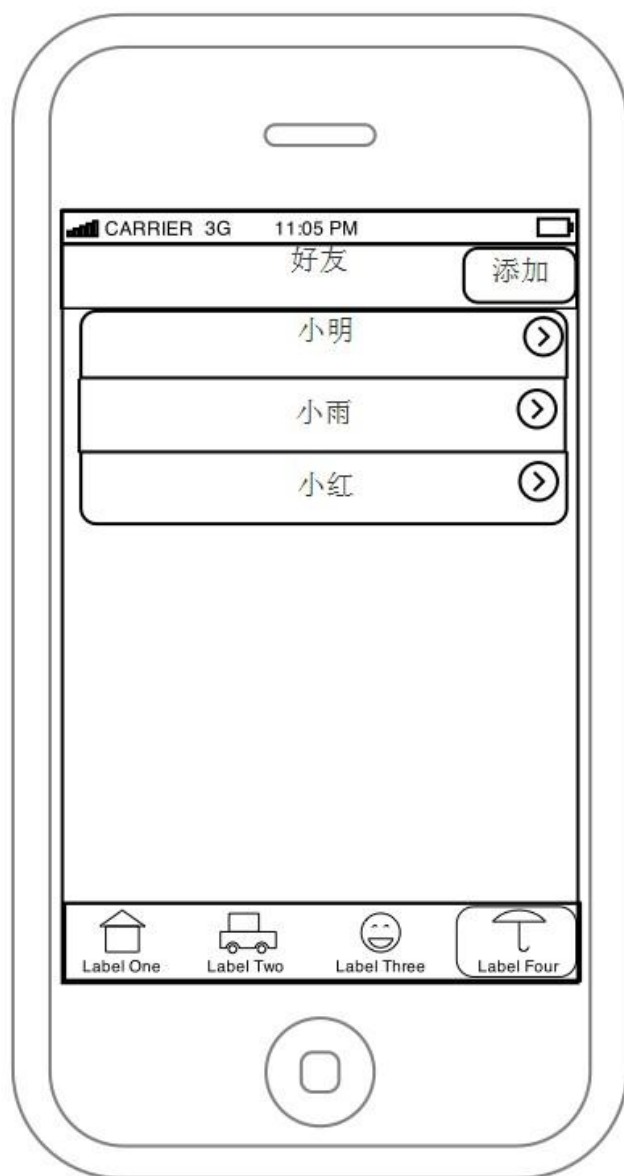 CARRIER 3G 11:05 PM
好友
添加
小明
小雨
小红
Label One Label Two Label Three Label Four